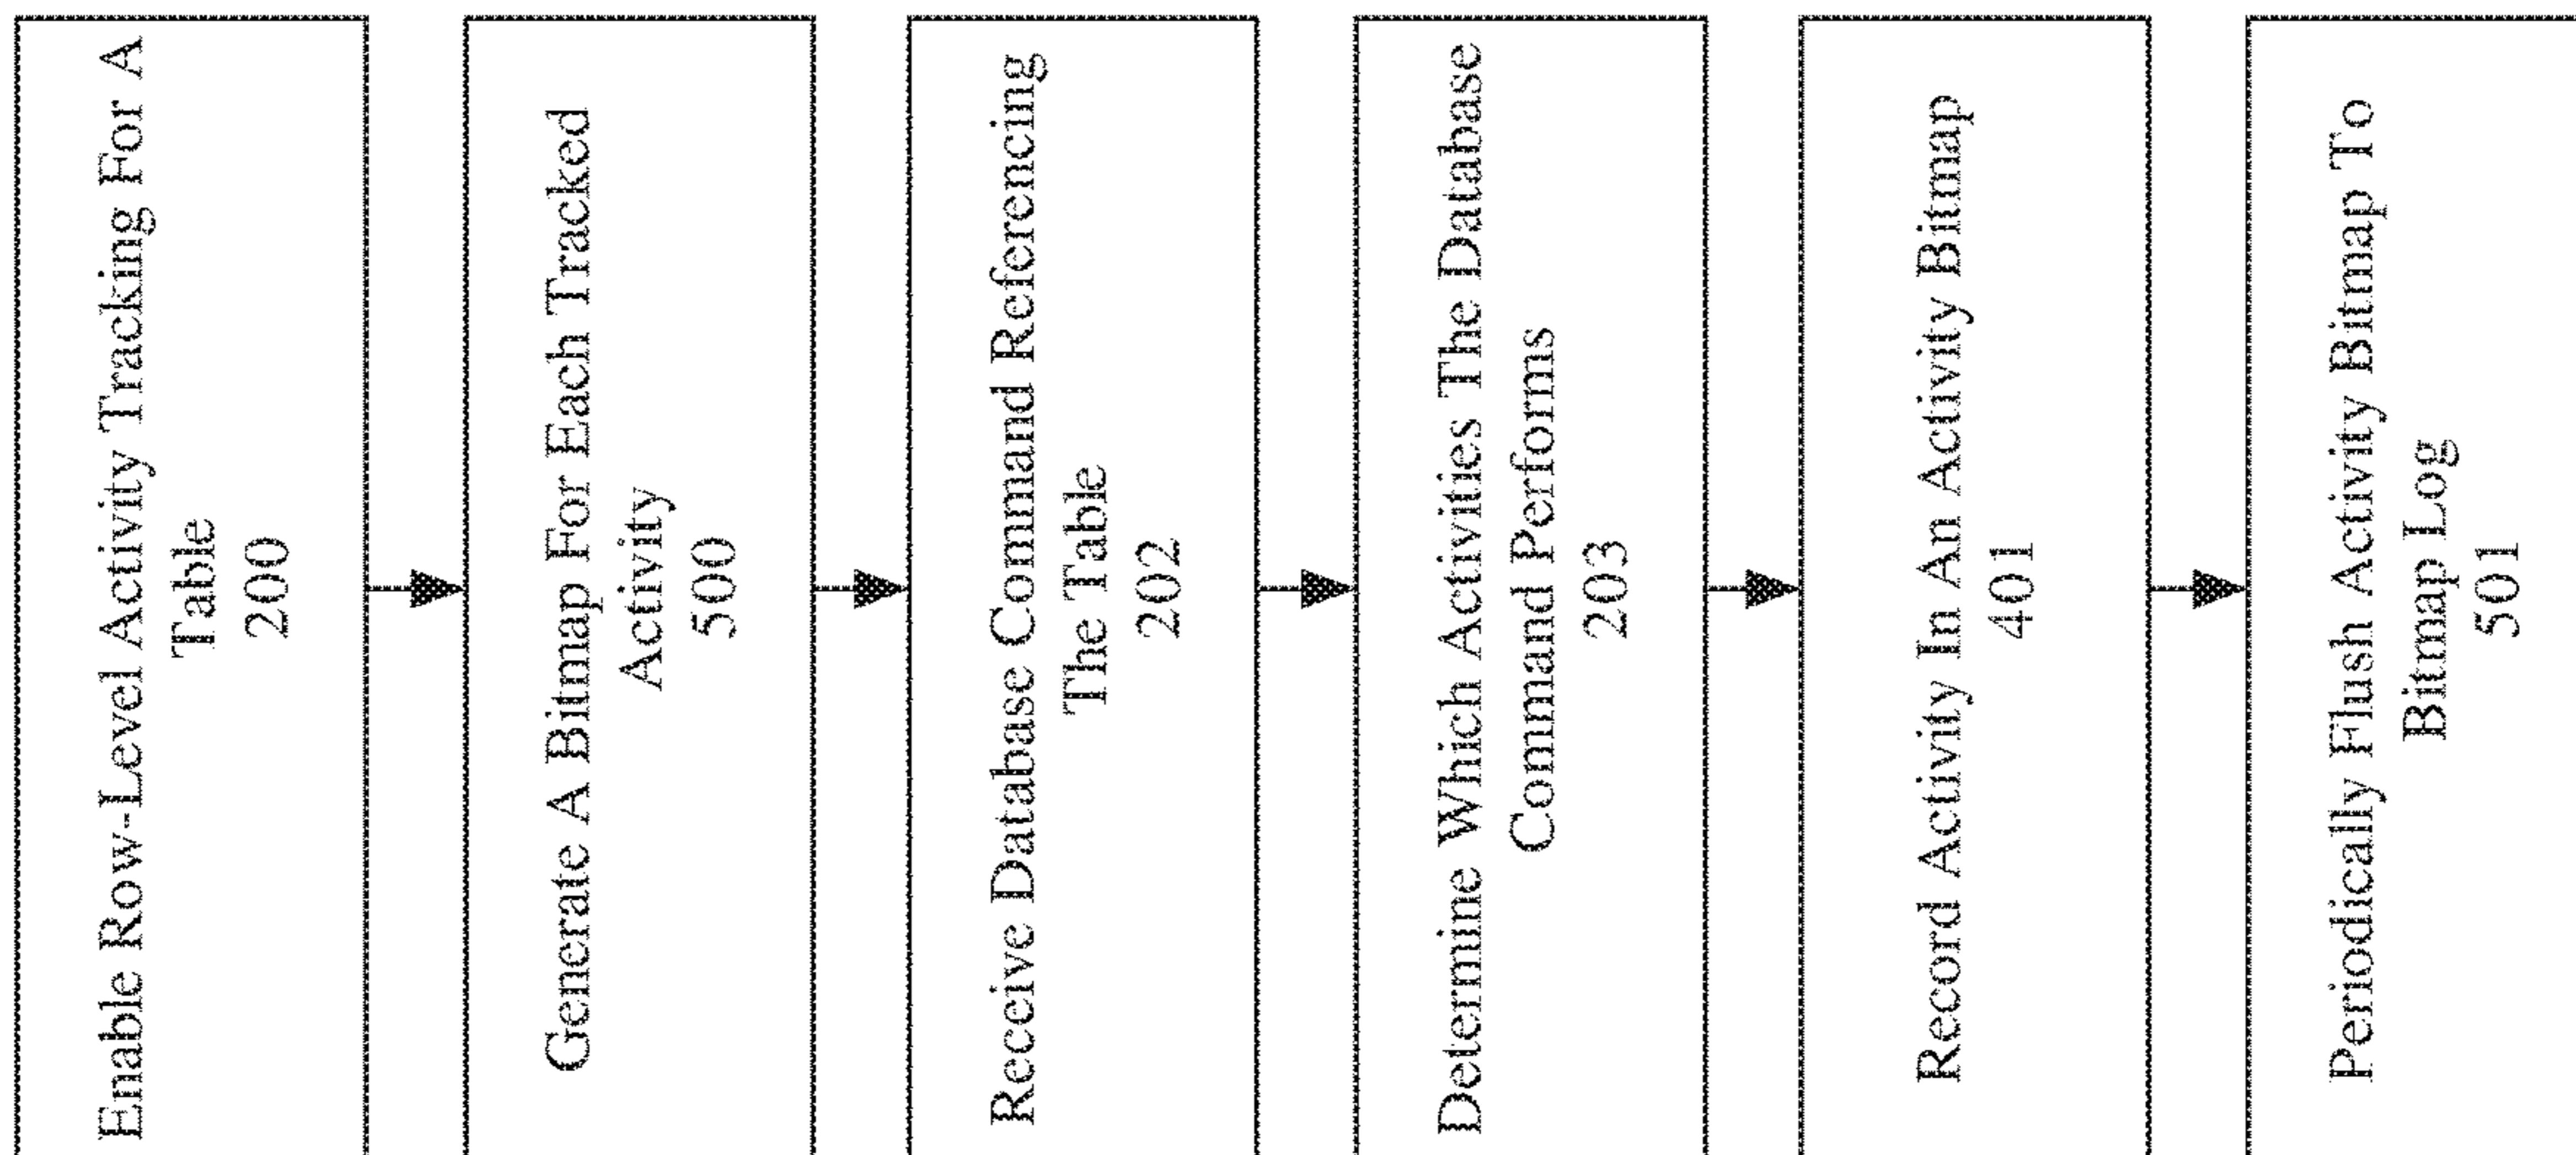 Enable Row-Level Activity Tracking For A
Table
200
Generate A Bitmap For Each Tracked
Activity
500
Receive Database Command Referencing
The Table
202
Determine Which Activities The Database
Command Performs
203
Record Activity In An Activity Bitmap
401
Periodically Flush Activity Bitmap To
Bitmap Log
501